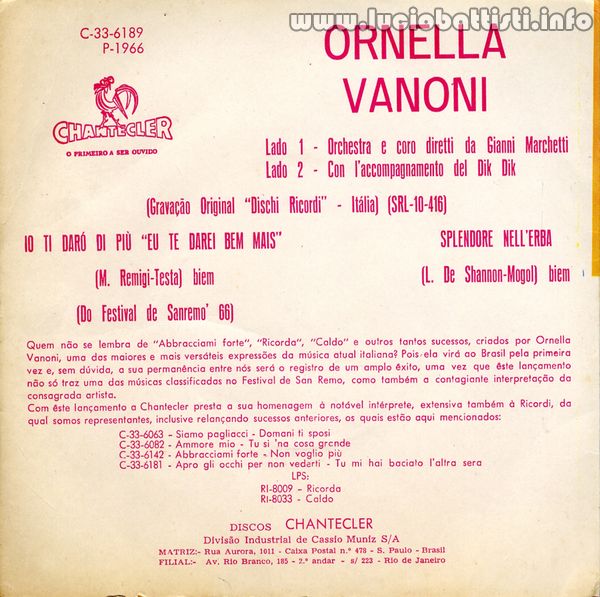 www.luciobattisti.info
C-33-6189
P-1966
ORNELLA
VANONI
CHANTECLER
O PRIMEIRO A SER OUVIDO
Lado 1 - Orchestra e coro diretti da Gianni Marchetti
Lado 2 - Con l'accompagnamento del Dik Dik
(Gravação Original "Dischi Ricordi" - Itália) (SRL-10-416)
IO TI DARÓ DI PIÙ "EU TE DAREI BEM MAIS"
SPLENDORE NELL'ERBA
(M. Remigi-Testa) biem
(L. De Shannon-Mogol) biem
(Do Festival de Sanremo' 66)
Quem não se lembra de "Abbracciami forte", "Ricorda", "Caldo" e outros tantos sucessos, criados por Ornella
Vanoni, uma das maiores e mais versáteis expressões da música atual italiana? Pois ela virá ao Brasil pela primeira
vez e, sem dúvida, a sua permanência entre nós será o registro de um amplo êxito, uma vez que êste lançamento
não só traz uma das músicas classificadas no Festival de San Remo, como também a contagiante interpretação da
consagrada artista.
Com êste lançamento a Chantecler presta a sua homenagem à notável intérprete, extensiva também à Ricordi, da
qual somos representantes, inclusive relançando sucessos anteriores, os quais estão aqui mencionados:
C-33-6063 - Siamo pagliacci - Domani ti sposi
C-33-6082 - Ammore mio - Tu si 'na cosa grande
C-33-6142 - Abbracciami forte - Non voglio più
C-33-6181 - Apro gli occhi per non vederti - Tu mi hai baciato l'altra sera
LPS:
RI-8009 - Ricorda
RI-8033 - Caldo
DISCOS CHANTECLER
Divisão Industrial de Cassio Muniz S/A
MATRIZ:- Rua Aurora, 1011 - Caixa Postal n.º 478 - S. Paulo - Brasil
FILIAL:- Av. Rio Branco, 185 - 2.º andar - s/ 223 - Rio de Janeiro